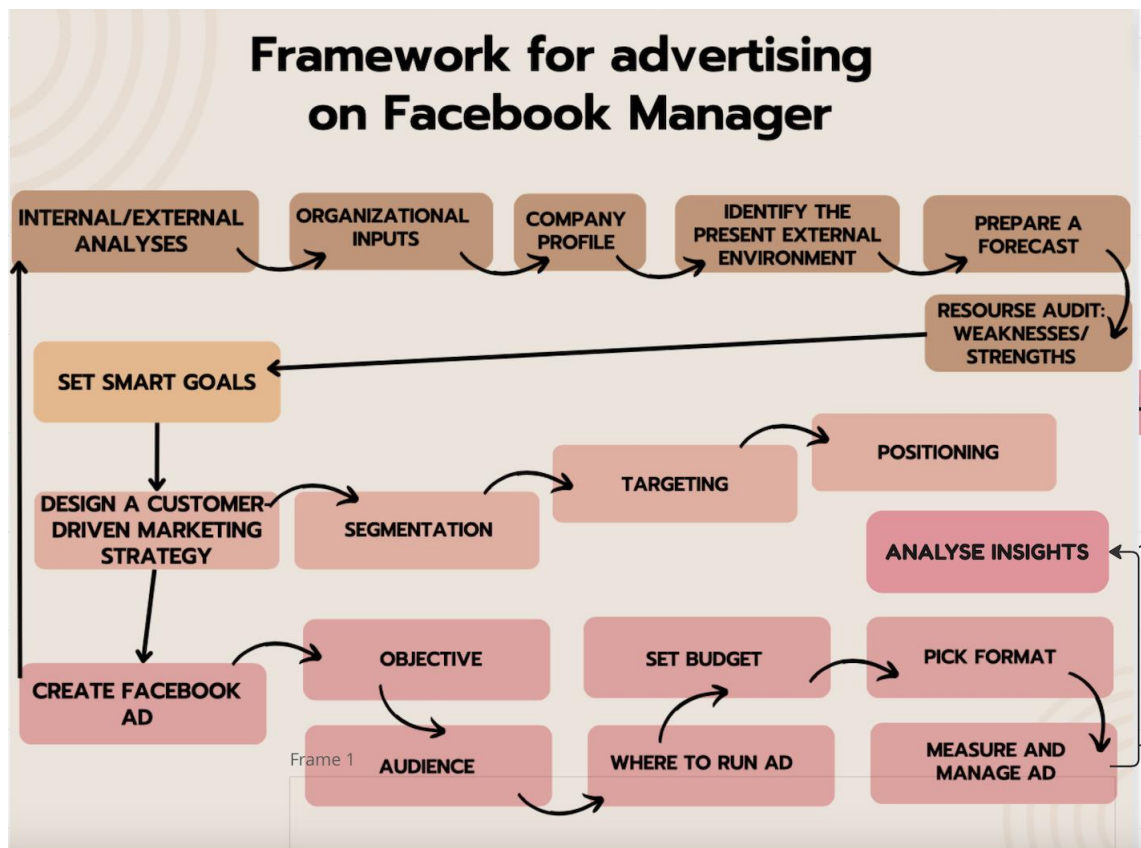 Framework for advertising
on Facebook Manager
INTERNAL/EXTERNAL
ANALYSES
ORGANIZATIONAL
INPUTS
COMPANY
PROFILE
IDENTIFY THE
PRESENT EXTERNAL
ENVIRONMENT
PREPARE A
FORECAST
RESOURSE AUDIT:
WEAKNESSES/
STRENGTHS
SET SMART GOALS
DESIGN A CUSTOMER-
DRIVEN MARKETING
STRATEGY
SEGMENTATION
TARGETING
POSITIONING
ANALYSE INSIGHTS
CREATE FACEBOOK
AD
OBJECTIVE
AUDIENCE
WHERE TO RUN AD
SET BUDGET
PICK FORMAT
MEASURE AND
MANAGE AD
Frame 1